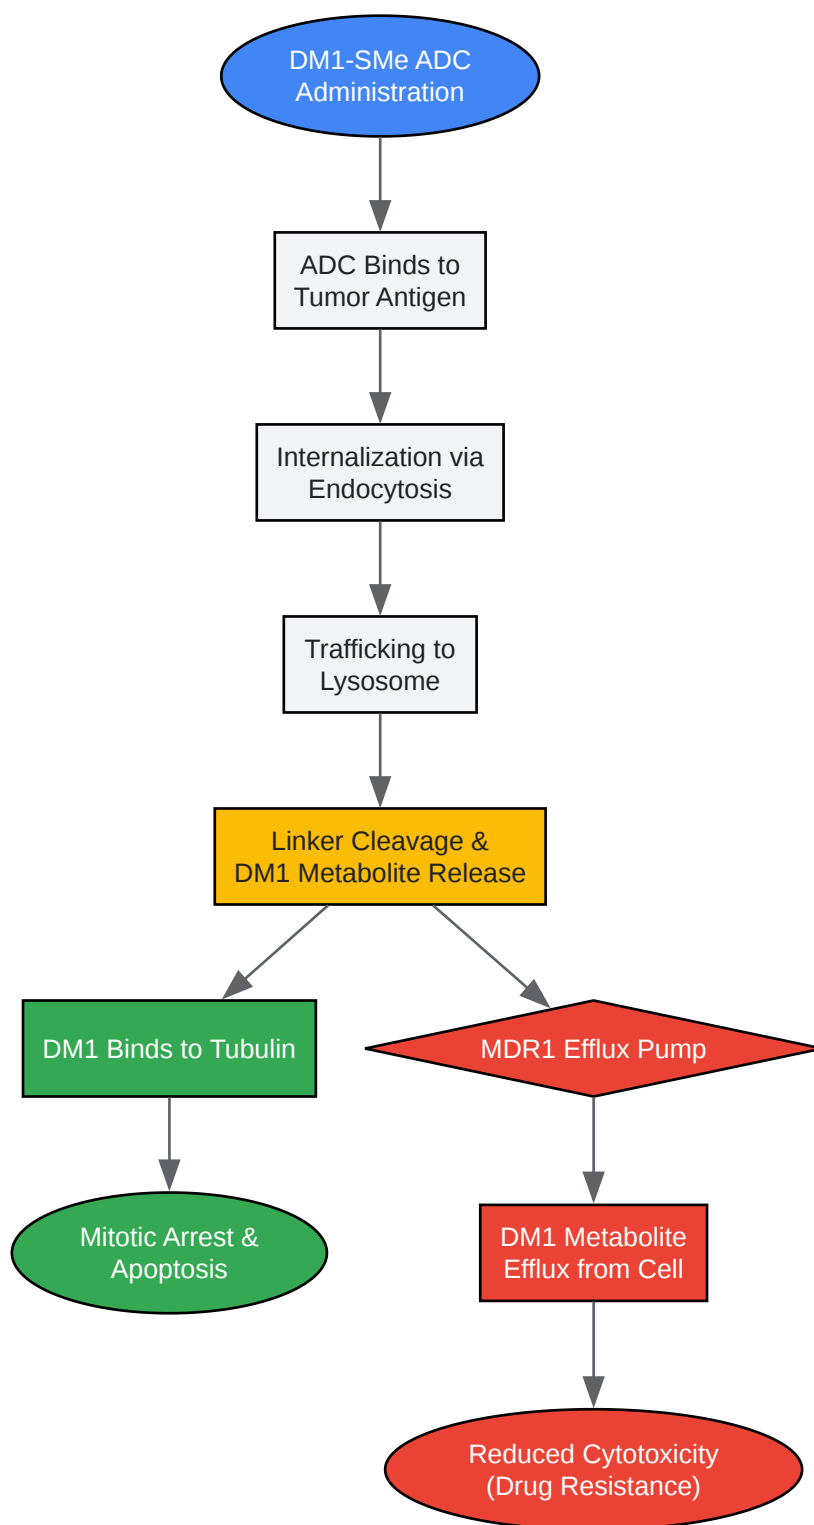 DM1-SMe ADC
Administration
ADC Binds to
Tumor Antigen
Internalization via
Endocytosis
Trafficking to
Lysosome
Linker Cleavage &
DM1 Metabolite Release
DM1 Binds to Tubulin
MDR1 Efflux Pump
Mitotic Arrest &
Apoptosis
DM1 Metabolite
Efflux from Cell
Reduced Cytotoxicity
(Drug Resistance)